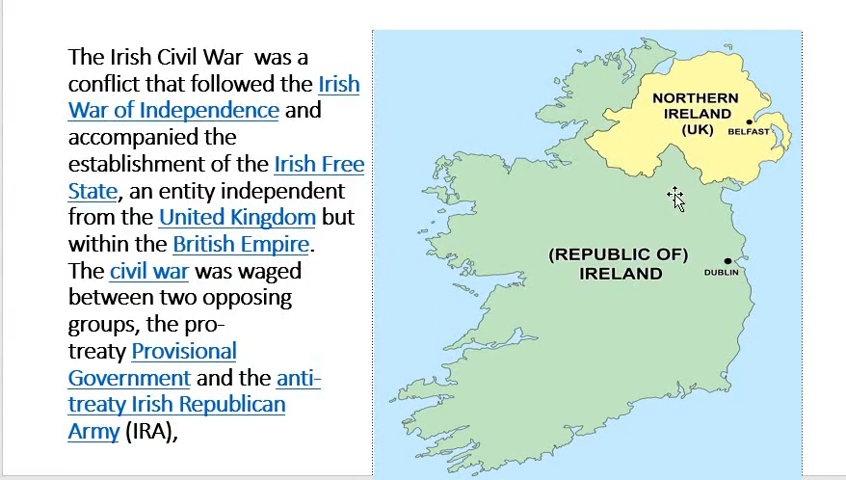 The Irish Civil War was a
conflict that followed the Irish
War of Independence and
accompanied the
establishment of the Irish Free
State, an entity independent
from the United Kingdom but
within the British Empire.
The civil war was waged
between two opposing
groups, the pro-
treaty Provisional
Government and the anti-
treaty Irish Republican
Army (IRA),
NORTHERN
IRELAND
(UK)
BELFAST
(REPUBLIC OF)
IRELAND
DUBLIN